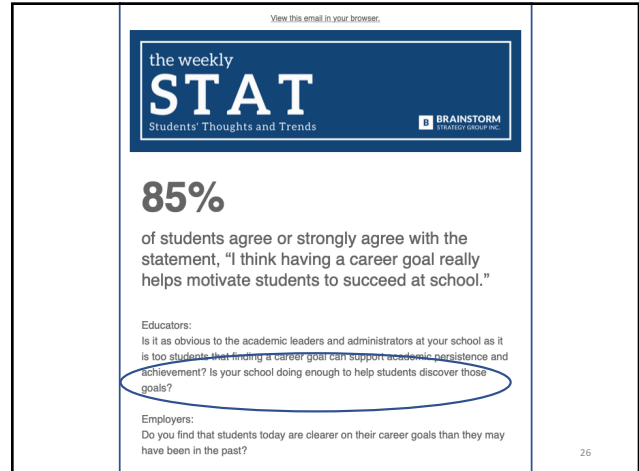 View this email in your browser.
the weekly
STAT
Students' Thoughts and Trends
B BRAINSTORM
STRATEGY GROUP INC.
85%
of students agree or strongly agree with the
statement, “I think having a career goal really
helps motivate students to succeed at school.”
Educators:
Is it as obvious to the academic leaders and administrators at your school as it
is too students that finding a career goal can support academic persistence and
achievement? Is your school doing enough to help students discover those
goals?
Employers:
Do you find that students today are clearer on their career goals than they may
have been in the past?
26